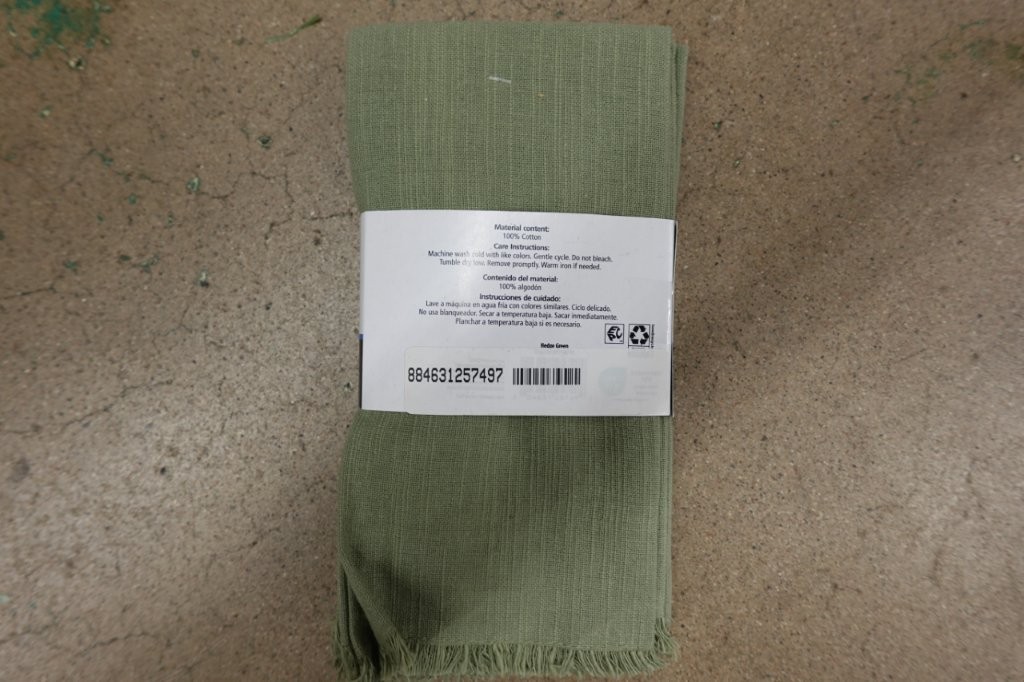 Material content:
100% Cotton
Care Instructions:
Machine wash cold with like colors. Gentle cycle. Do not bleach.
Tumble dry low. Remove promptly. Warm iron if needed.
Contenido del material:
100% algodón
Instrucciones de cuidado:
Lave a máquina en agua fría con colores similares. Ciclo delicado.
No usa blanqueador. Secar a temperatura baja. Sacar inmediatamente.
Planchar a temperatura baja si es necesario.
Green
884631257497